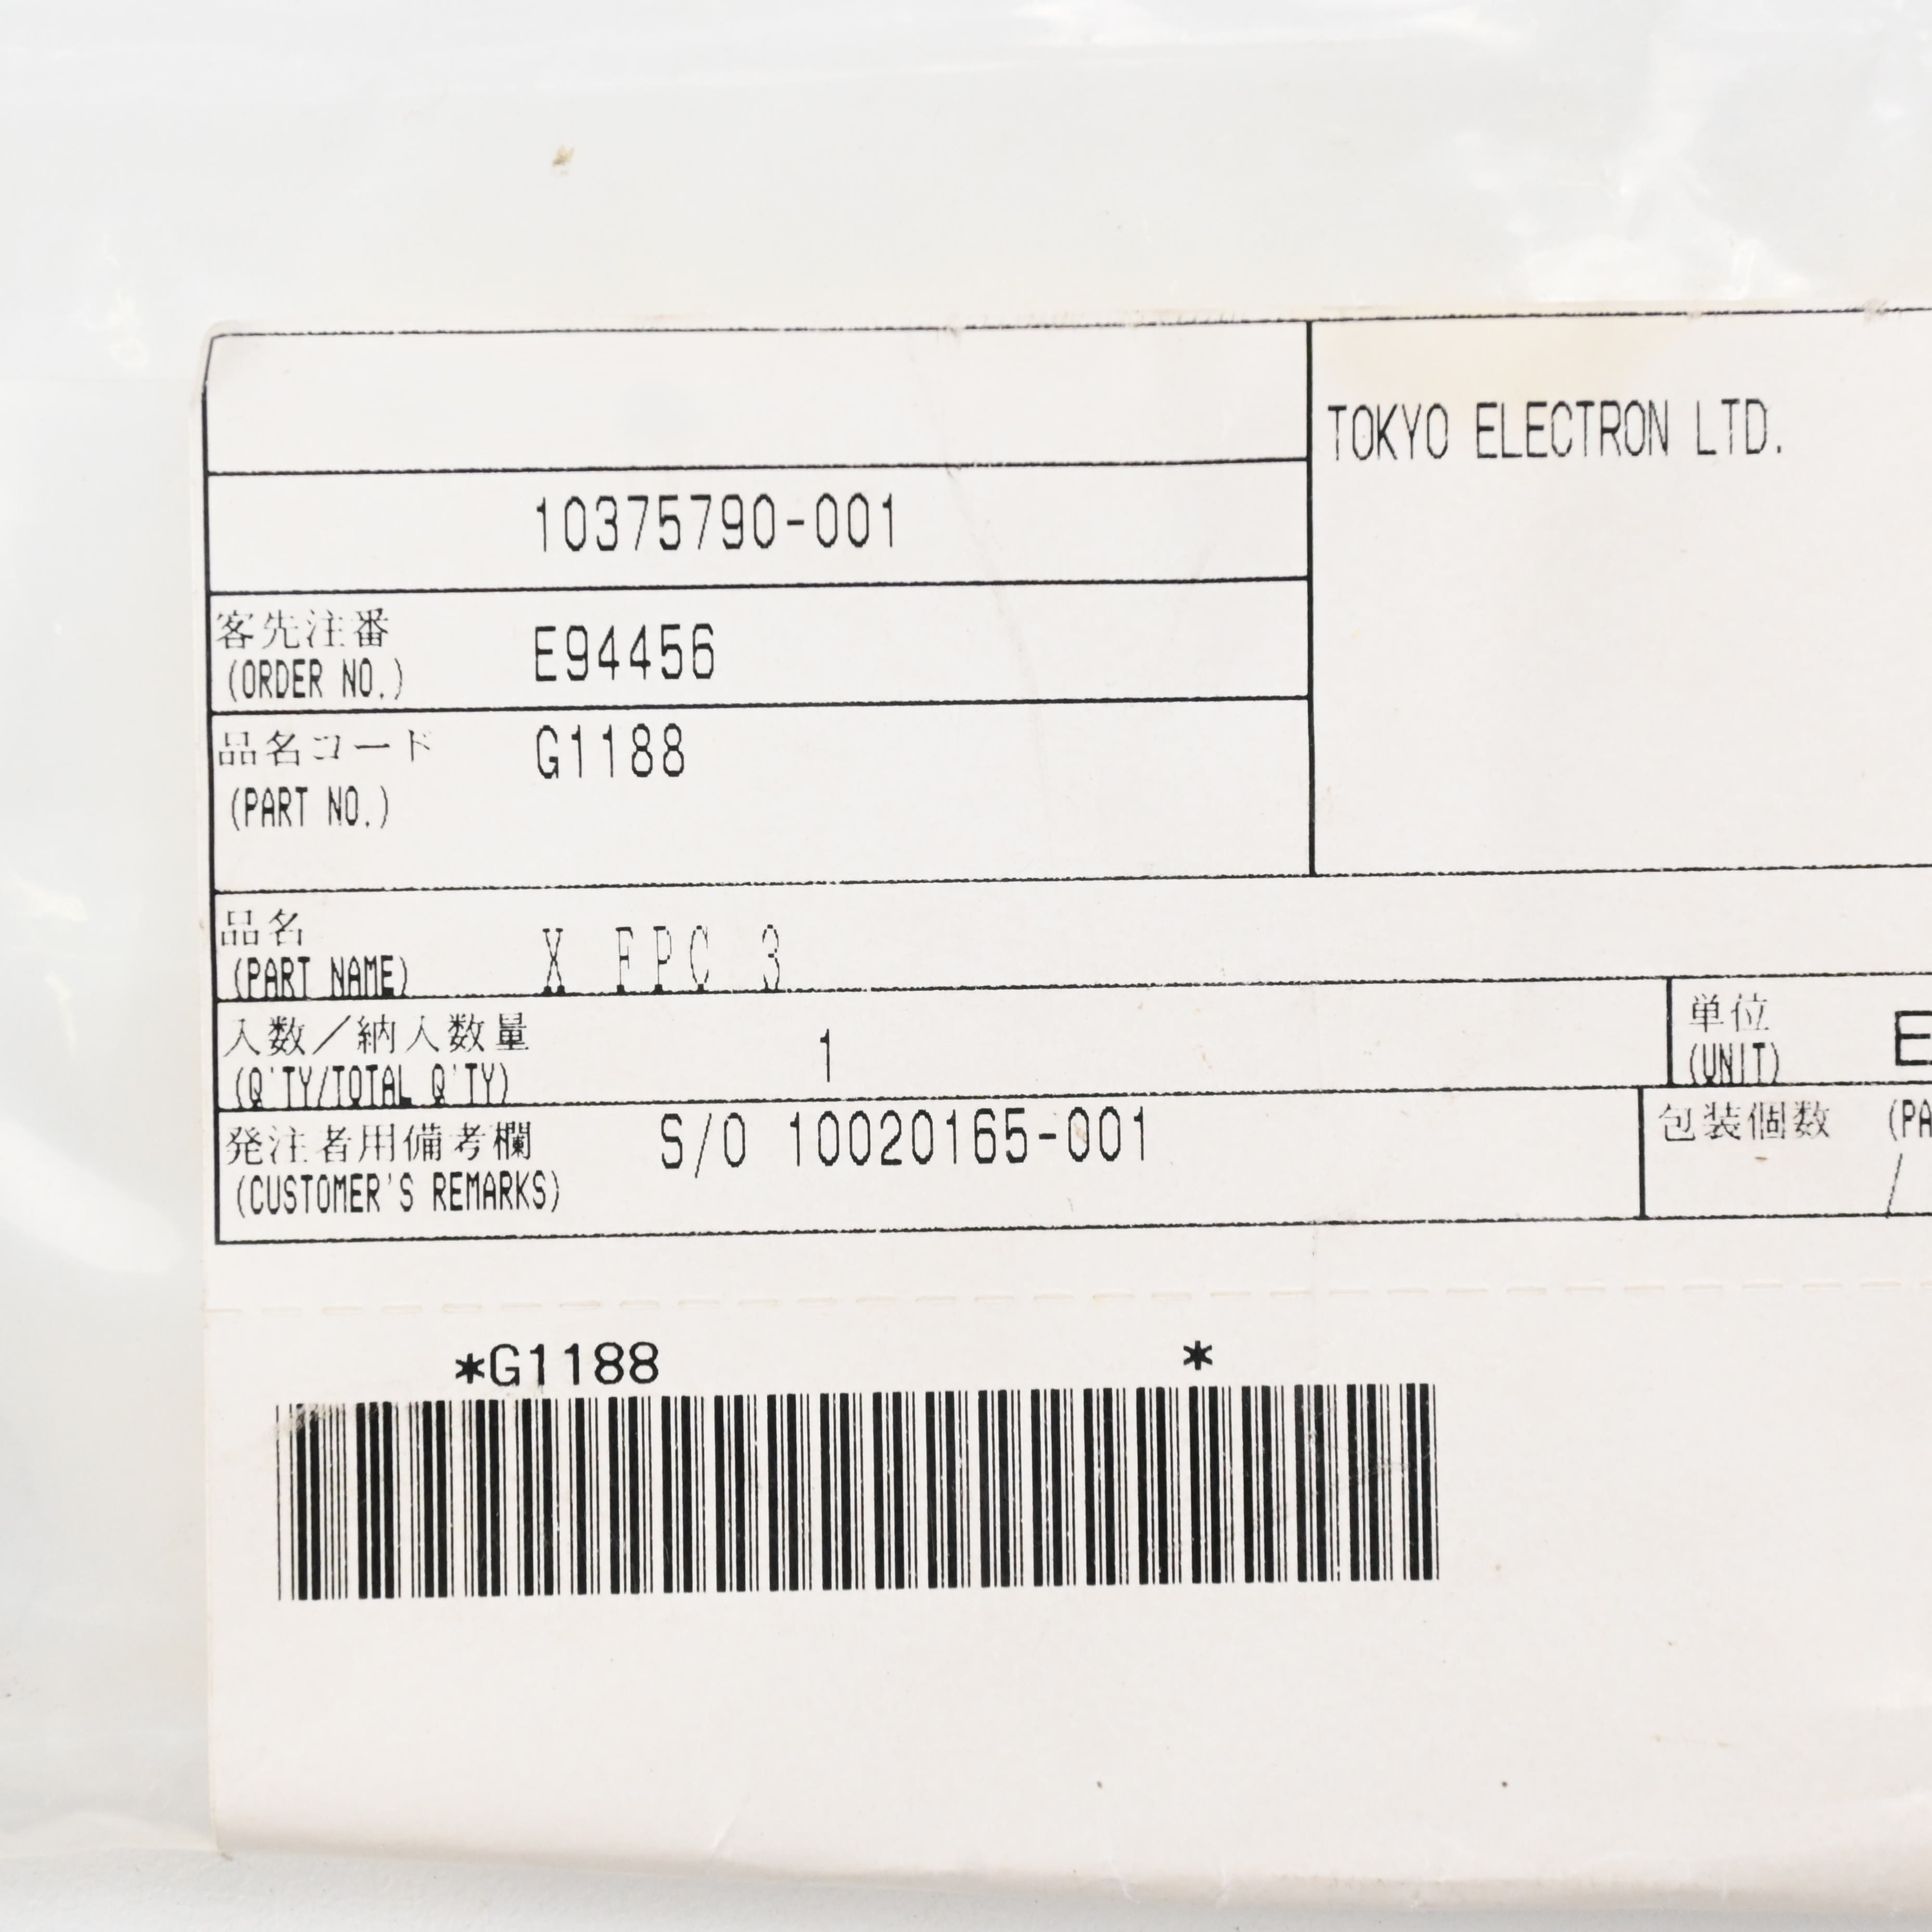 TOKYO ELECTRON LTD.
10375790-001
客先注番
(ORDER NO.) E94456
品名コード G1188
(PART NO.)
品名
(PART NAME) X FPC 3
入数/納入数量 1
(Q'TY/TOTAL Q'TY)
単位
(UNIT) E
発注者用備考欄 S/O 10020165-001
(CUSTOMER'S REMARKS)
包装個数 (PA
/
*G1188 *